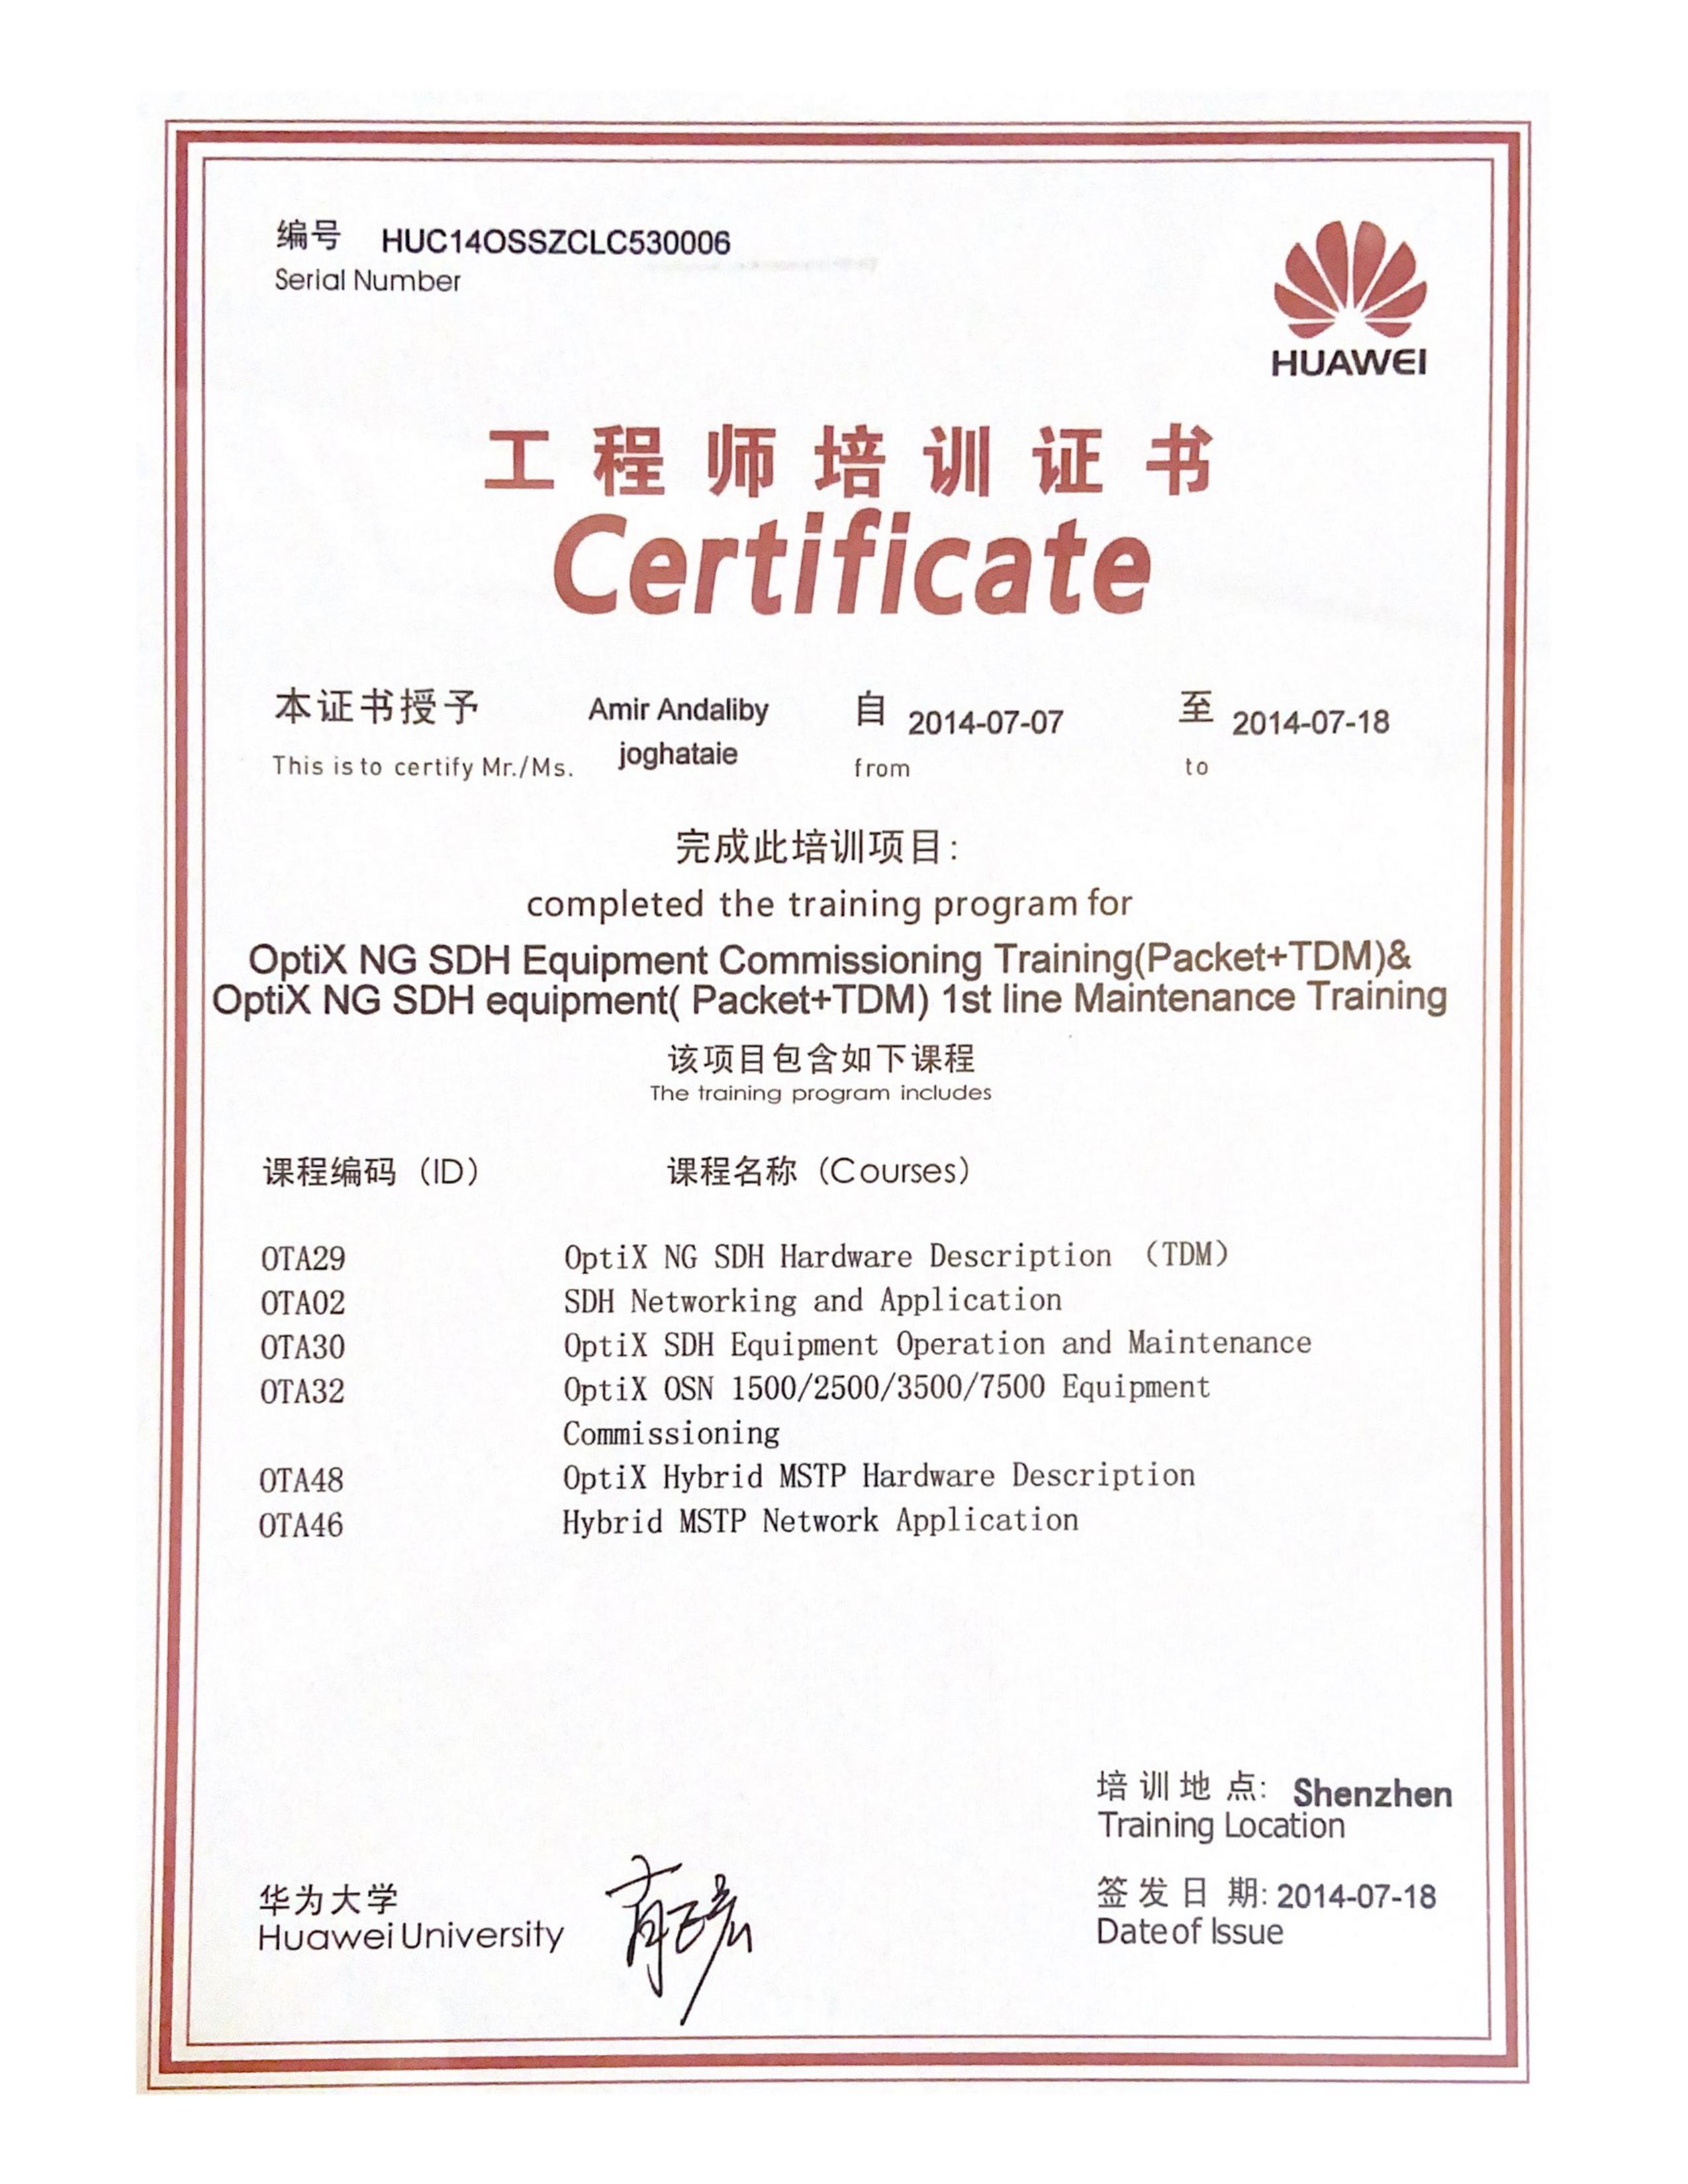 编号 HUC14OSSZCLC530006
Serial Number
HUAWEI
工程师培训证书
Certificate
本证书授予 Amir Andaliby 自 2014-07-07 至 2014-07-18
This is to certify Mr./Ms. joghataie from to
完成此培训项目:
completed the training program for
OptiX NG SDH Equipment Commissioning Training(Packet+TDM)&
OptiX NG SDH equipment( Packet+TDM) 1st line Maintenance Training
该项目包含如下课程
The training program includes
课程编码（ID） 课程名称（Courses）
OTA29 OptiX NG SDH Hardware Description （TDM）
OTA02 SDH Networking and Application
OTA30 OptiX SDH Equipment Operation and Maintenance
OTA32 OptiX OSN 1500/2500/3500/7500 Equipment
Commissioning
OTA48 OptiX Hybrid MSTP Hardware Description
OTA46 Hybrid MSTP Network Application
培训地点: Shenzhen
Training Location
华为大学
Huawei University
签发日期: 2014-07-18
Date of Issue